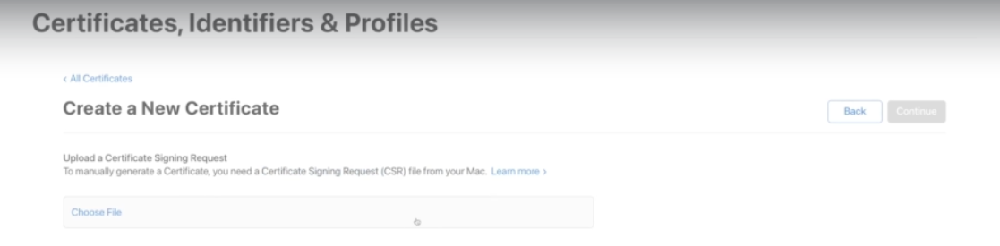 Certificates, Identifiers & Profiles
‹ All Certificates
Create a New Certificate
Back
Continue
Upload a Certificate Signing Request
To manually generate a Certificate, you need a Certificate Signing Request (CSR) file from your Mac. Learn more ›
Choose File